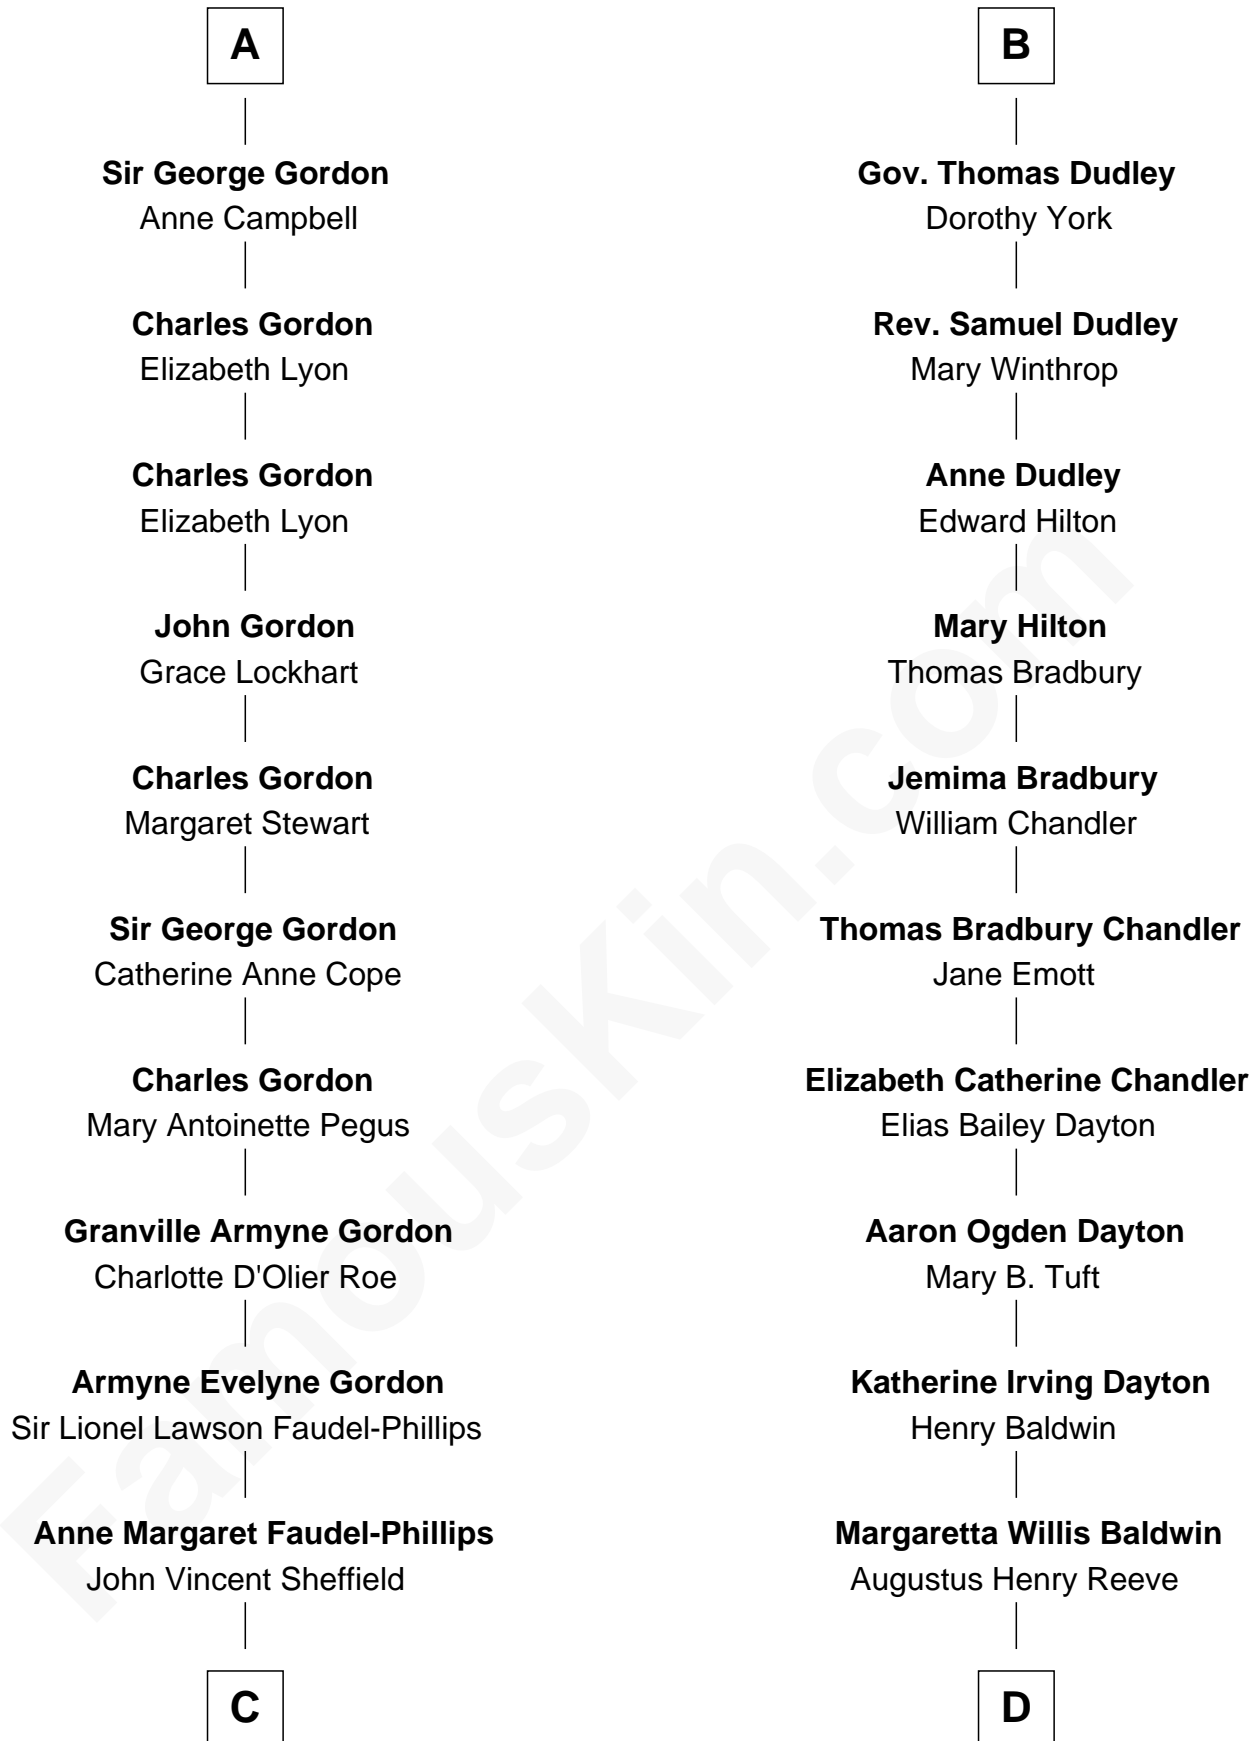 A
Sir George Gordon
Anne Campbell
Charles Gordon
Elizabeth Lyon
Charles Gordon
Elizabeth Lyon
John Gordon
Grace Lockhart
Charles Gordon
Margaret Stewart
Sir George Gordon
Catherine Anne Cope
Charles Gordon
Mary Antoinette Pegus
Granville Armyne Gordon
Charlotte D'Olier Roe
Armyne Evelyne Gordon
Sir Lionel Lawson Faudel-Phillips
Anne Margaret Faudel-Phillips
John Vincent Sheffield
C
B
Gov. Thomas Dudley
Dorothy York
Rev. Samuel Dudley
Mary Winthrop
Anne Dudley
Edward Hilton
Mary Hilton
Thomas Bradbury
Jemima Bradbury
William Chandler
Thomas Bradbury Chandler
Jane Emott
Elizabeth Catherine Chandler
Elias Bailey Dayton
Aaron Ogden Dayton
Mary B. Tuft
Katherine Irving Dayton
Henry Baldwin
Margaretta Willis Baldwin
Augustus Henry Reeve
D
FamousKin.com